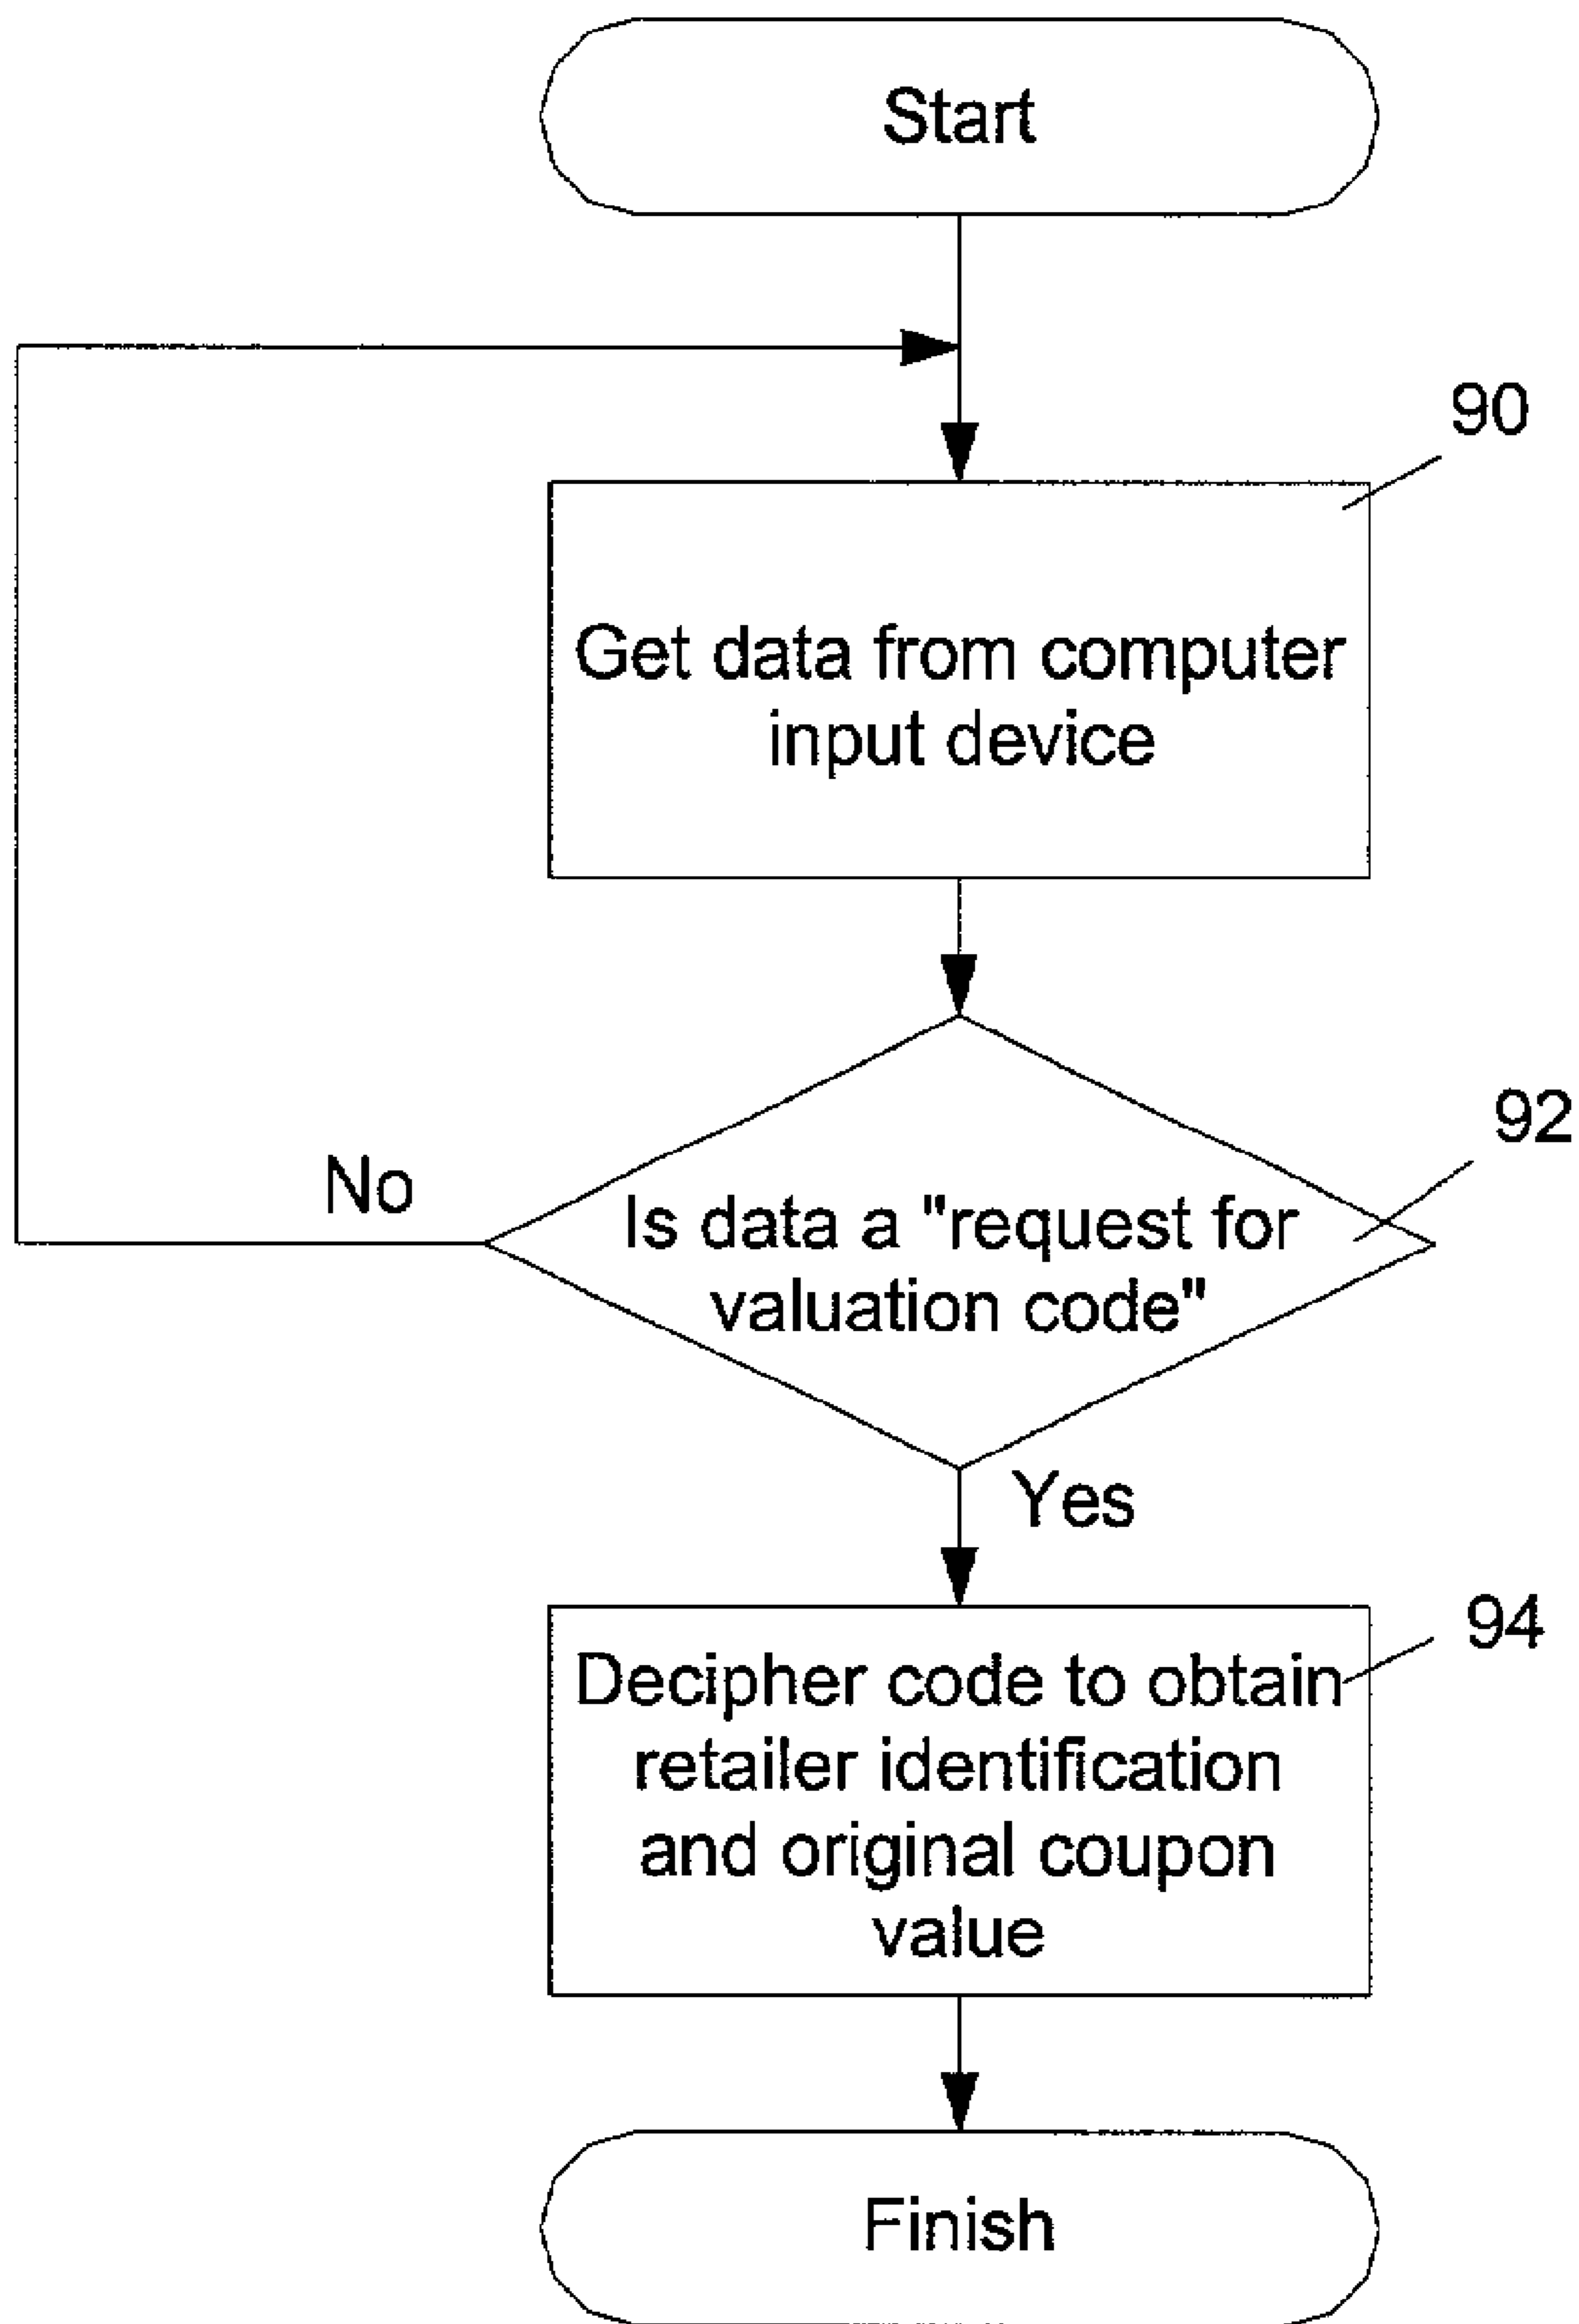 Start
90
Get data from computer
input device
92
No
Is data a "request for
valuation code"
Yes
94
Decipher code to obtain
retailer identification
and original coupon
value
Finish